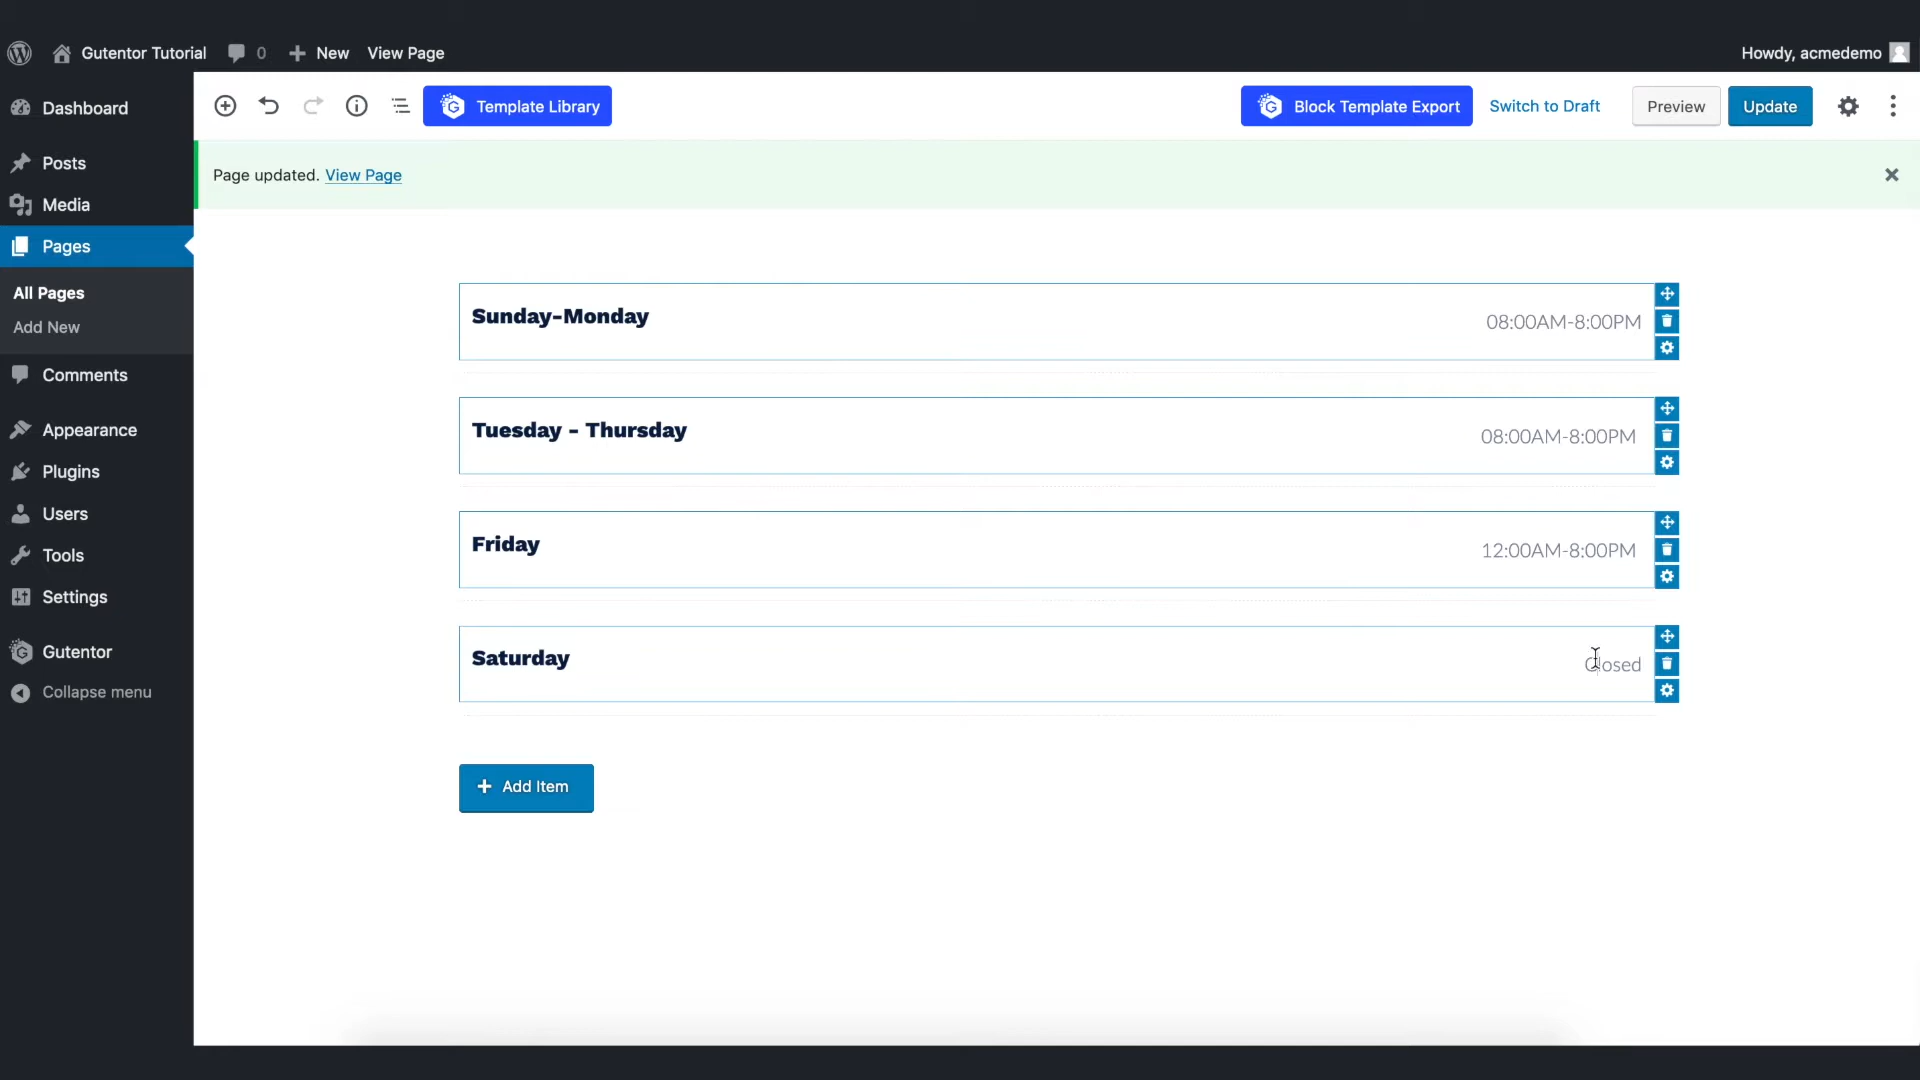 Gutentor Tutorial 0 New View Page Howdy, acmedemo
Dashboard
Posts
Media
Pages
All Pages
Add New
Comments
Appearance
Plugins
Users
Tools
Settings
Gutentor
Collapse menu
Template Library Block Template Export Switch to Draft Preview Update
Page updated. View Page
Sunday-Monday 08:00AM-8:00PM
Tuesday - Thursday 08:00AM-8:00PM
Friday 12:00AM-8:00PM
Saturday Closed
Add Item